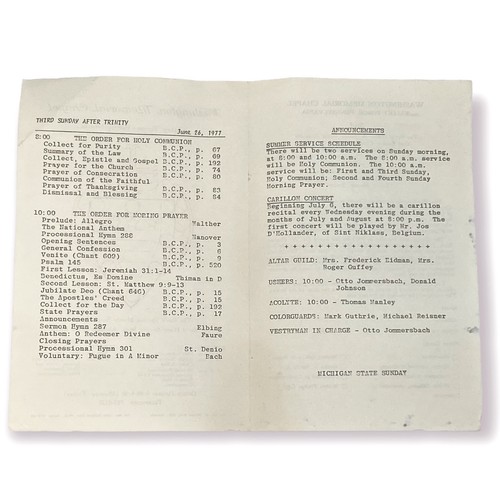 THIRD SUNDAY AFTER TRINITY
June 26, 1977
8:00 THE ORDER FOR HOLY COMMUNION
Collect for Purity B.C.P., p. 67
Summary of the Law B.C.P., p. 69
Collect, Epistle and Gospel B.C.P., p. 192
Prayer for the Church B.C.P., p. 74
Prayer of Consecration B.C.P., p. 80
Communion of the Faithful
Prayer of Thanksgiving B.C.P., p. 83
Dismissal and Blessing B.C.P., p. 84
10:00 THE ORDER FOR MORING PRAYER
Prelude: Allegro Walther
The National Anthem
Processional Hymn 288 Hanover
Opening Sentences B.C.P., p. 3
General Confession B.C.P., p. 6
Venite (Chant 609) B.C.P., p. 9
Psalm 145 B.C.P., p. 520
First Lesson: Jeremiah 31:1-14
Benedictus, es Domine Thiman in D
Second Lesson: St. Matthew 9:9-13
Jubilate Deo (Chant 646) B.C.P., p. 15
The Apostles' Creed B.C.P., p. 15
Collect for the Day B.C.P., p. 192
State Prayers B.C.P., p. 17
Announcements
Sermon Hymn 287 Elbing
Anthem: O Redeemer Divine Faure
Closing Prayers
Processional Hymn 301 St. Denio
Voluntary: Fugue in A Minor Bach
ANNOUNCEMENTS
SUMMER SERVICE SCHEDULE
There will be two services on Sunday morning,
at 8:00 and 10:00 a.m. The 8:00 a.m. service
will be Holy Communion. The 10:00 a.m.
service will be: First and Third Sunday,
Holy Communion; Second and Fourth Sunday
Morning Prayer.
CARILLON CONCERT
Beginning July 6, there will be a carillon
recital every Wednesday evening during the
months of July and August at 8:00 p.m. The
first concert will be played by Mr. Joe
D'Hollander, of Sint Niklass, Belgium.
+ + + + + + + + + + + + + + + + + + + +
ALTAR GUILD: Mrs. Frederick Eidman, Mrs.
Roger Guffey
USHERS: 10:00 - Otto Jommersbach, Donald
Johnson
ACOLYTE: 10:00 - Thomas Manley
COLORGUARDS: Mark Guthrie, Michael Reisner
VESTRYMAN IN CHARGE - Otto Jommersbach
MICHIGAN STATE SUNDAY